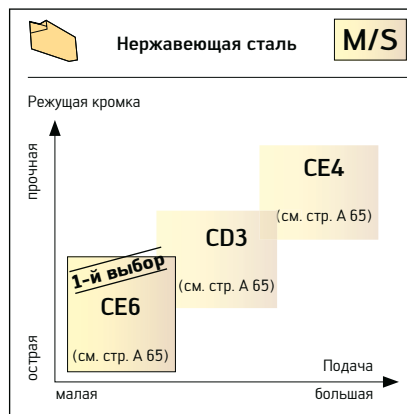 Нержавеющая сталь
M/S
Режущая кромка
прочная
острая
CE4
(см. стр. A 65)
CD3
(см. стр. A 65)
1-й выбор
CE6
(см. стр. A 65)
Подача
малая
большая